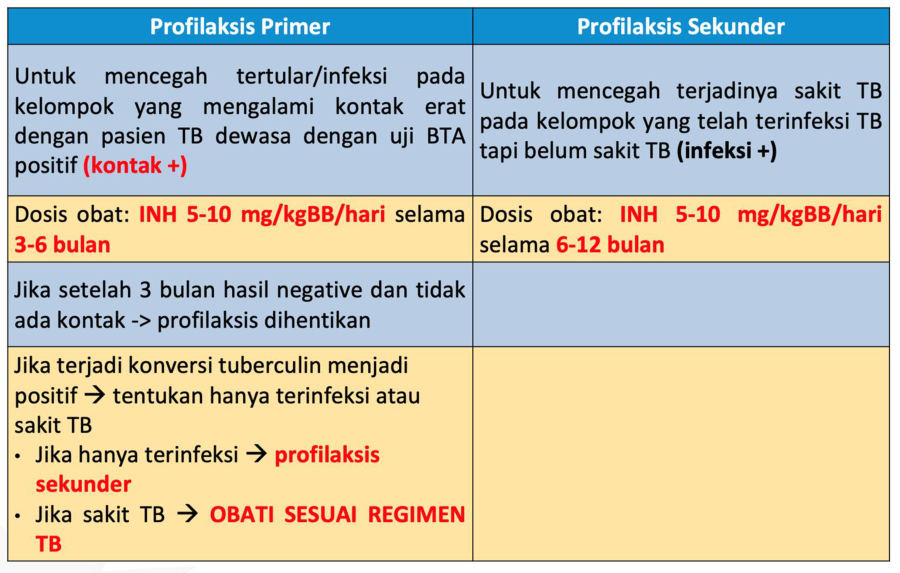 Profilaksis Primer
Profilaksis Sekunder
Untuk mencegah tertular/infeksi pada
kelompok yang mengalami kontak erat
dengan pasien TB dewasa dengan uji BTA
positif (kontak +)
Untuk mencegah terjadinya sakit TB
pada kelompok yang telah terinfeksi TB
tapi belum sakit TB (infeksi +)
Dosis obat: INH 5-10 mg/kgBB/hari selama
3-6 bulan
Dosis obat: INH 5-10 mg/kgBB/hari
selama 6-12 bulan
Jika setelah 3 bulan hasil negative dan tidak
ada kontak -> profilaksis dihentikan
Jika terjadi konversi tuberculin menjadi
positif → tentukan hanya terinfeksi atau
sakit TB
• Jika hanya terinfeksi → profilaksis
sekunder
• Jika sakit TB → OBATI SESUAI REGIMEN
TB